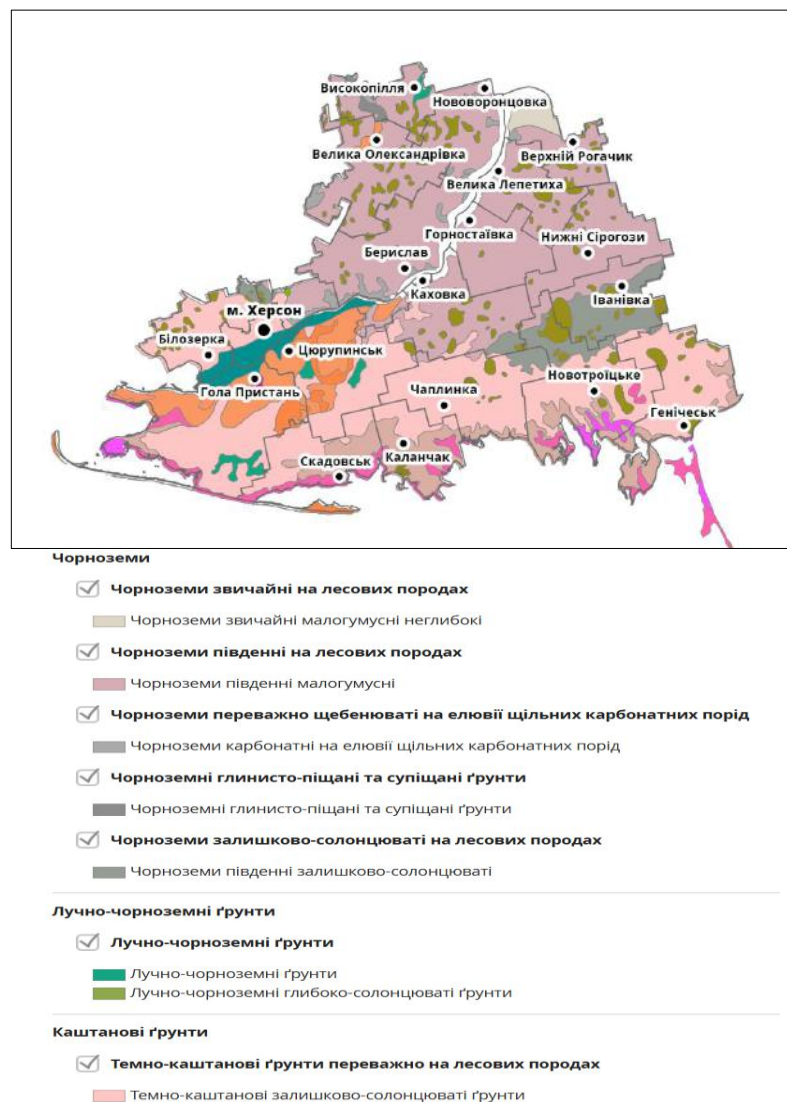 Високопілля
Нововоронцовка
Велика Олександрівка
Верхній Рогачик
Велика Лепетиха
Горностаївка
Нижні Сірогози
Берислав
Каховка
Іванівка
м. Херсон
Білозерка
Цюрупинськ
Гола Пристань
Чаплинка
Новотроїцьке
Генічеськ
Скадовськ
Каланчак
Чорноземи
Чорноземи звичайні на лесових породах
Чорноземи звичайні малогумусні неглибокі
Чорноземи південні на лесових породах
Чорноземи південні малогумусні
Чорноземи переважно щебенюваті на елювії щільних карбонатних порід
Чорноземи карбонатні на елювії щільних карбонатних порід
Чорноземні глинисто-піщані та супіщані ґрунти
Чорноземні глинисто-піщані та супіщані ґрунти
Чорноземи залишково-солонцюваті на лесових породах
Чорноземи південні залишково-солонцюваті
Лучно-чорноземні ґрунти
Лучно-чорноземні ґрунти
Лучно-чорноземні ґрунти
Лучно-чорноземні глибоко-солонцюваті ґрунти
Каштанові ґрунти
Темно-каштанові ґрунти переважно на лесових породах
Темно-каштанові залишково-солонцюваті ґрунти